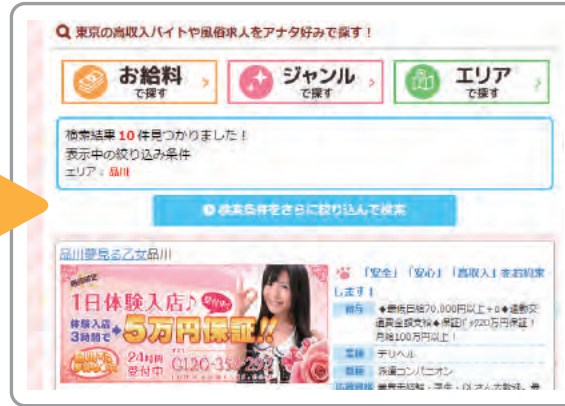 東京の高収入バイトや風俗求人をアナタ好みで探す！
お給料
で探す
ジャンル
で探す
エリア
で探す
検索結果 10 件見つかりました！
表示中の絞り込み条件
エリア： 品川
検索条件をさらに絞り込んで検索
品川夢見る乙女品川
「安全」「安心」「高収入」をお約束
します！
1日体験入店♪
体験入店
3時間で
5万円保証!!
24時間
受付中
給与
◆最低日給70,000円以上+α◆通勤交
通費全額支給◆保証
20万円保証！
月給100万円以上！
業種
デリヘル
職種
派遣コンパニオン